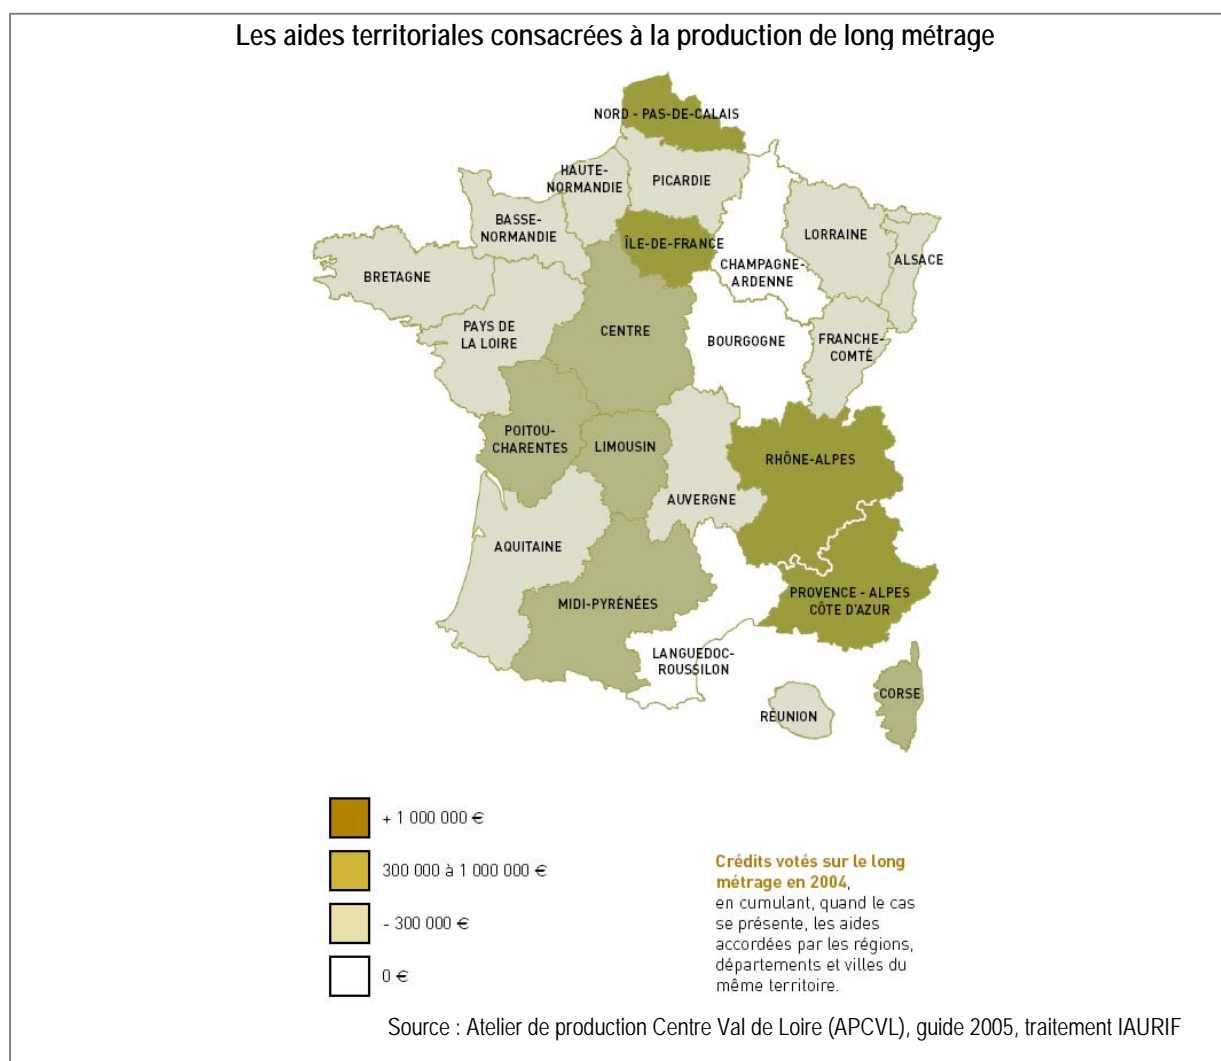 Les aides territoriales consacrées à la production de long métrage
NORD - PAS-DE-CALAIS
HAUTE-
NORMANDIE
PICARDIE
BASSE-
NORMANDIE
ÎLE-DE-FRANCE
LORRAINE
ALSACE
CHAMPAGNE-
ARDENNE
BRETAGNE
PAYS DE
LA LOIRE
CENTRE
BOURGOGNE
FRANCHE-
COMTÉ
POITOU-
CHARENTES
LIMOUSIN
RHÔNE-ALPES
AUVERGNE
AQUITAINE
MIDI-PYRÉNÉES
PROVENCE - ALPES
CÔTE D'AZUR
LANGUEDOC-
ROUSSILON
RÉUNION
CORSE
+ 1 000 000 €
300 000 à 1 000 000 €
- 300 000 €
0 €
Crédits votés sur le long
métrage en 2004,
en cumulant, quand le cas
se présente, les aides
accordées par les régions,
départements et villes du
même territoire.
Source : Atelier de production Centre Val de Loire (APCVL), guide 2005, traitement IAURIF